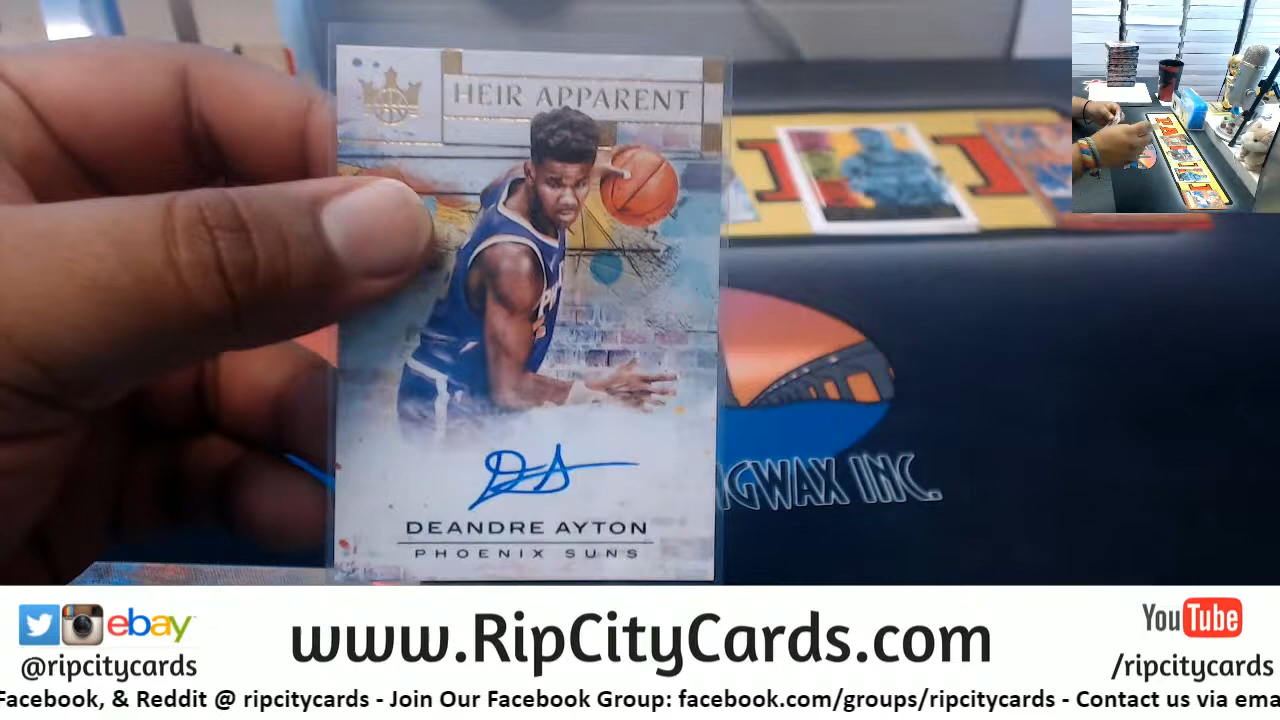 HEIR APPARENT
DEANDRE AYTON
PHOENIX SUNS
GWAX INC.
ebay
@ripcitycards
www.RipCityCards.com
YouTube
/ripcitycards
Facebook, & Reddit @ ripcitycards - Join Our Facebook Group: facebook.com/groups/ripcitycards - Contact us via ema